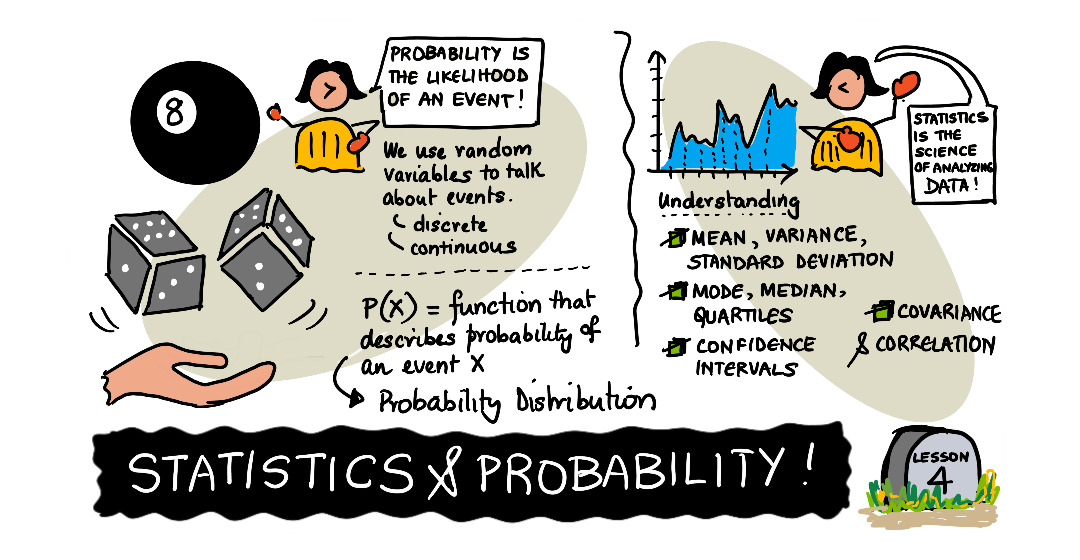 8
PROBABILITY IS
THE LIKELIHOOD
OF AN EVENT!
We use random
variables to talk
about events.
discrete
continuous
P(X) = function that
describes probability of
an event X
Probability Distribution
STATISTICS
IS THE
SCIENCE
OF ANALYZING
DATA!
Understanding
MEAN, VARIANCE,
STANDARD DEVIATION
MODE, MEDIAN,
QUARTILES
CONFIDENCE
INTERVALS
COVARIANCE
& CORRELATION
STATISTICS & PROBABILITY!
LESSON
4